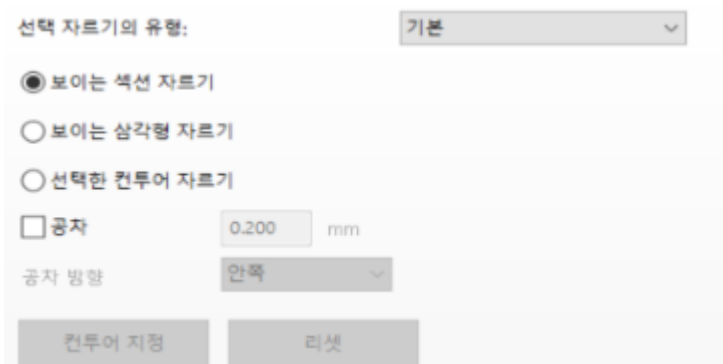 선택 자르기의 유형: 기본
보이는 섹션 자르기
보이는 삼각형 자르기
선택한 컨투어 자르기
공차 0.200 mm
공차 방향 안쪽
컨투어 지정 리셋